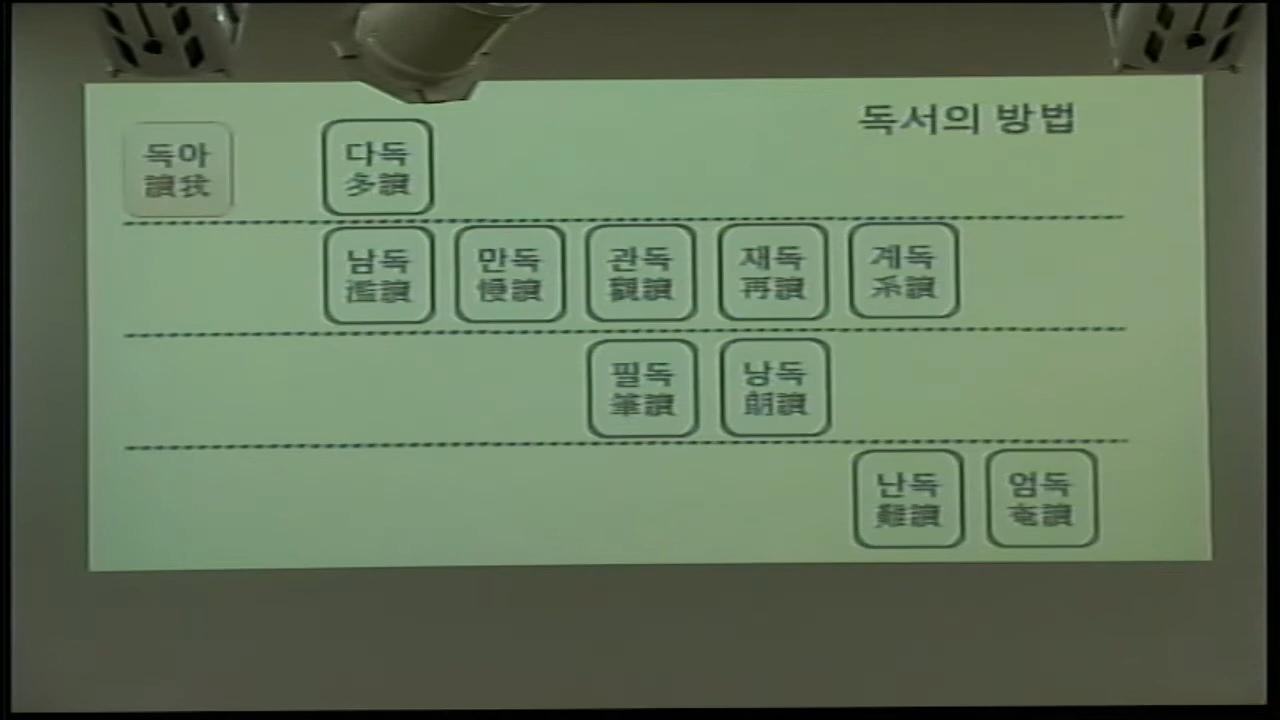 독서의 방법
독아 다독
讀我 多讀
남독 만독 관독 재독 계독
濫讀 慢讀 觀讀 再讀 系讀
필독 낭독
筆讀 朗讀
난독 엄독
難讀 奄讀